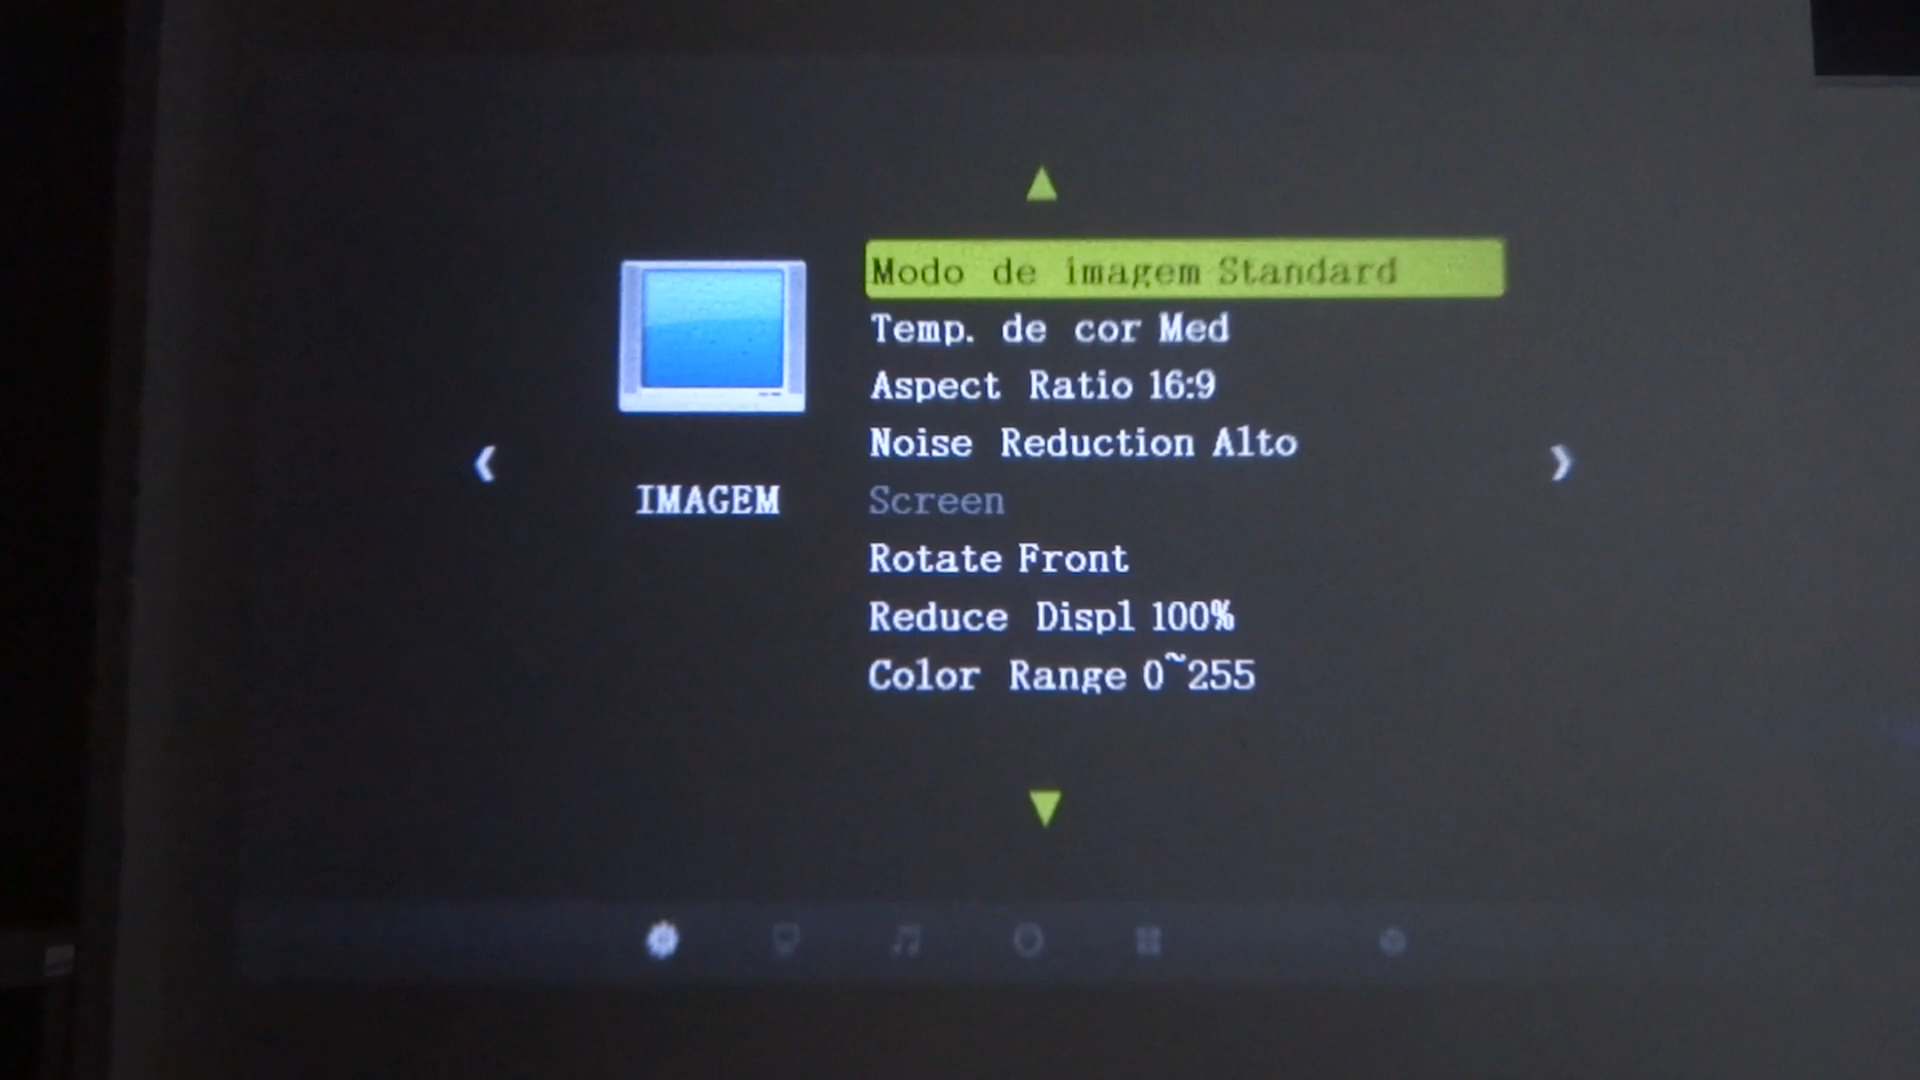 Modo de imagem Standard
Temp. de cor Med
Aspect Ratio 16:9
Noise Reduction Alto
IMAGEM
Screen
Rotate Front
Reduce Displ 100%
Color Range 0~255